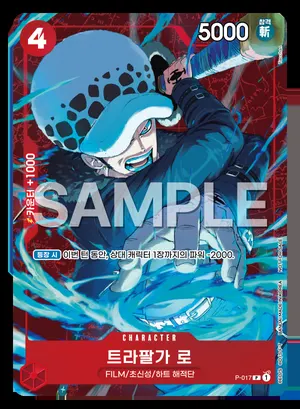 4
5000
참격
斬
카운터 +1000
SAMPLE
등장 시 이번 턴 동안, 상대 캐릭터 1장까지의 파워 -2000.
CHARACTER
트라팔가 로
FILM/초신성/하트 해적단
P-017 P 1